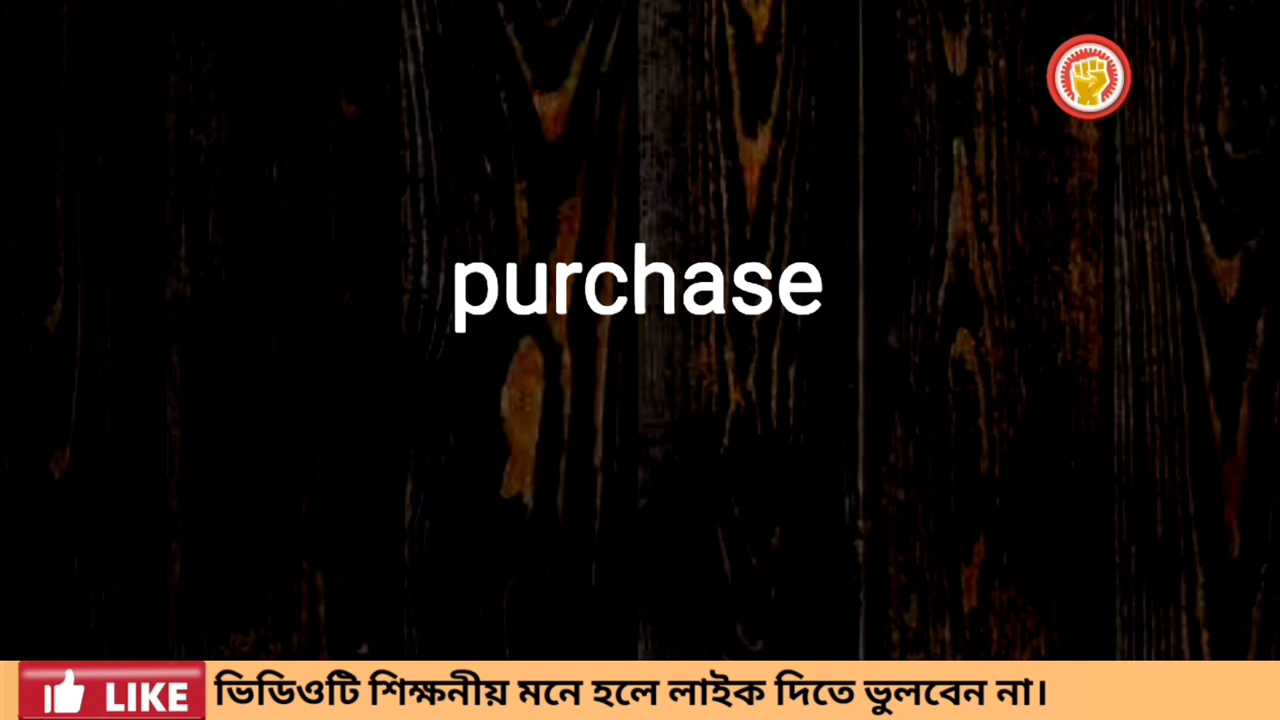 purchase
LIKE ভিডিওটি শিক্ষনীয় মনে হলে লাইক দিতে ভুলবেন না।